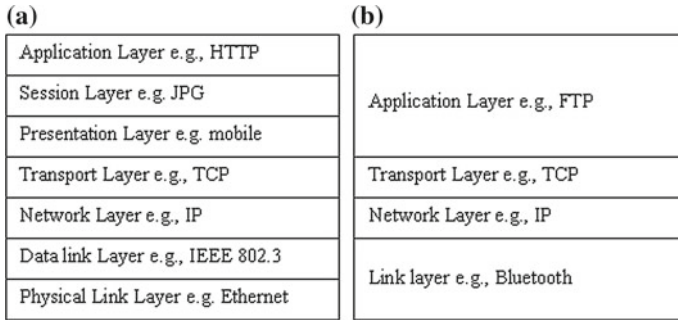 (a)
Application Layer e.g., HTTP
Session Layer e.g. JPG
Presentation Layer e.g. mobile
Transport Layer e.g., TCP
Network Layer e.g., IP
Data link Layer e.g., IEEE 802.3
Physical Link Layer e.g. Ethernet
(b)
Application Layer e.g., FTP
Transport Layer e.g., TCP
Network Layer e.g., IP
Link layer e.g., Bluetooth